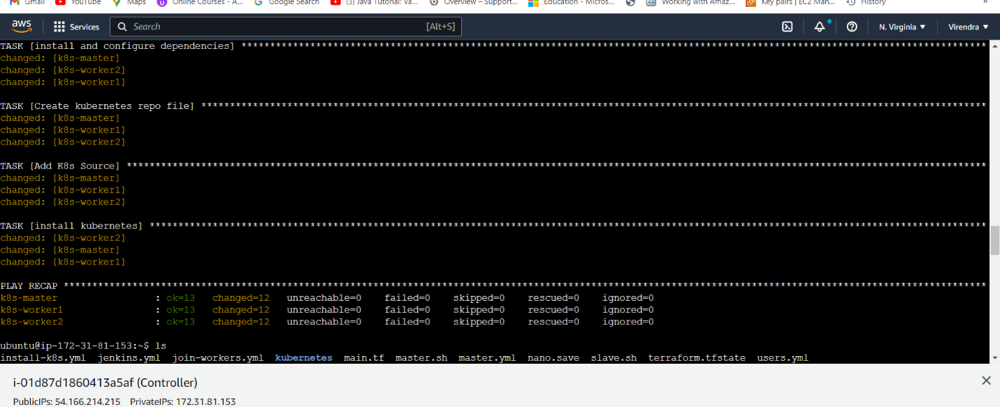 Gmail YouTube Maps Online Courses - A... Google Search (3) Java Tutorial: Va... Overview – Support... Education - Micros... Working with Amaz... Key pairs | EC2 Man... History »
aws Services Search [Alt+S] N. Virginia ▼ Virendra ▼
TASK [install and configure dependencies] ***********************************************************************************************************************************
changed: [k8s-master]
changed: [k8s-worker2]
changed: [k8s-worker1]
TASK [Create kubernetes repo file] ******************************************************************************************************************************************
changed: [k8s-master]
changed: [k8s-worker1]
changed: [k8s-worker2]
TASK [Add K8s Source] *******************************************************************************************************************************************************
changed: [k8s-master]
changed: [k8s-worker1]
changed: [k8s-worker2]
TASK [install kubernetes] ***************************************************************************************************************************************************
changed: [k8s-worker2]
changed: [k8s-master]
changed: [k8s-worker1]
PLAY RECAP ******************************************************************************************************************************************************************
k8s-master : ok=13 changed=12 unreachable=0 failed=0 skipped=0 rescued=0 ignored=0
k8s-worker1 : ok=13 changed=12 unreachable=0 failed=0 skipped=0 rescued=0 ignored=0
k8s-worker2 : ok=13 changed=12 unreachable=0 failed=0 skipped=0 rescued=0 ignored=0
ubuntu@ip-172-31-81-153:~$ ls
install-k8s.yml jenkins.yml join-workers.yml kubernetes main.tf master.sh master.yml nano.save slave.sh terraform.tfstate users.yml
i-01d87d1860413a5af (Controller)
PublicIPs: 54.166.214.215 PrivateIPs: 172.31.81.153